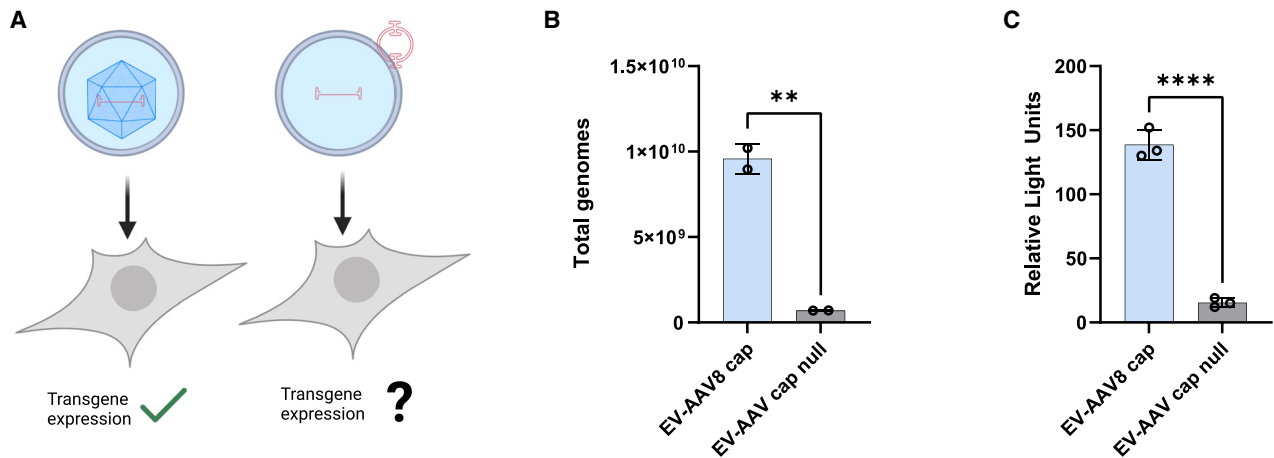 A
Transgene
expression
Transgene
expression
?
B
Total genomes
1.5×10¹⁰
1×10¹⁰
5×10⁹
0
**
EV-AAV8 cap
EV-AAV cap null
C
Relative Light Units
200
150
100
50
0
****
EV-AAV8 cap
EV-AAV cap null